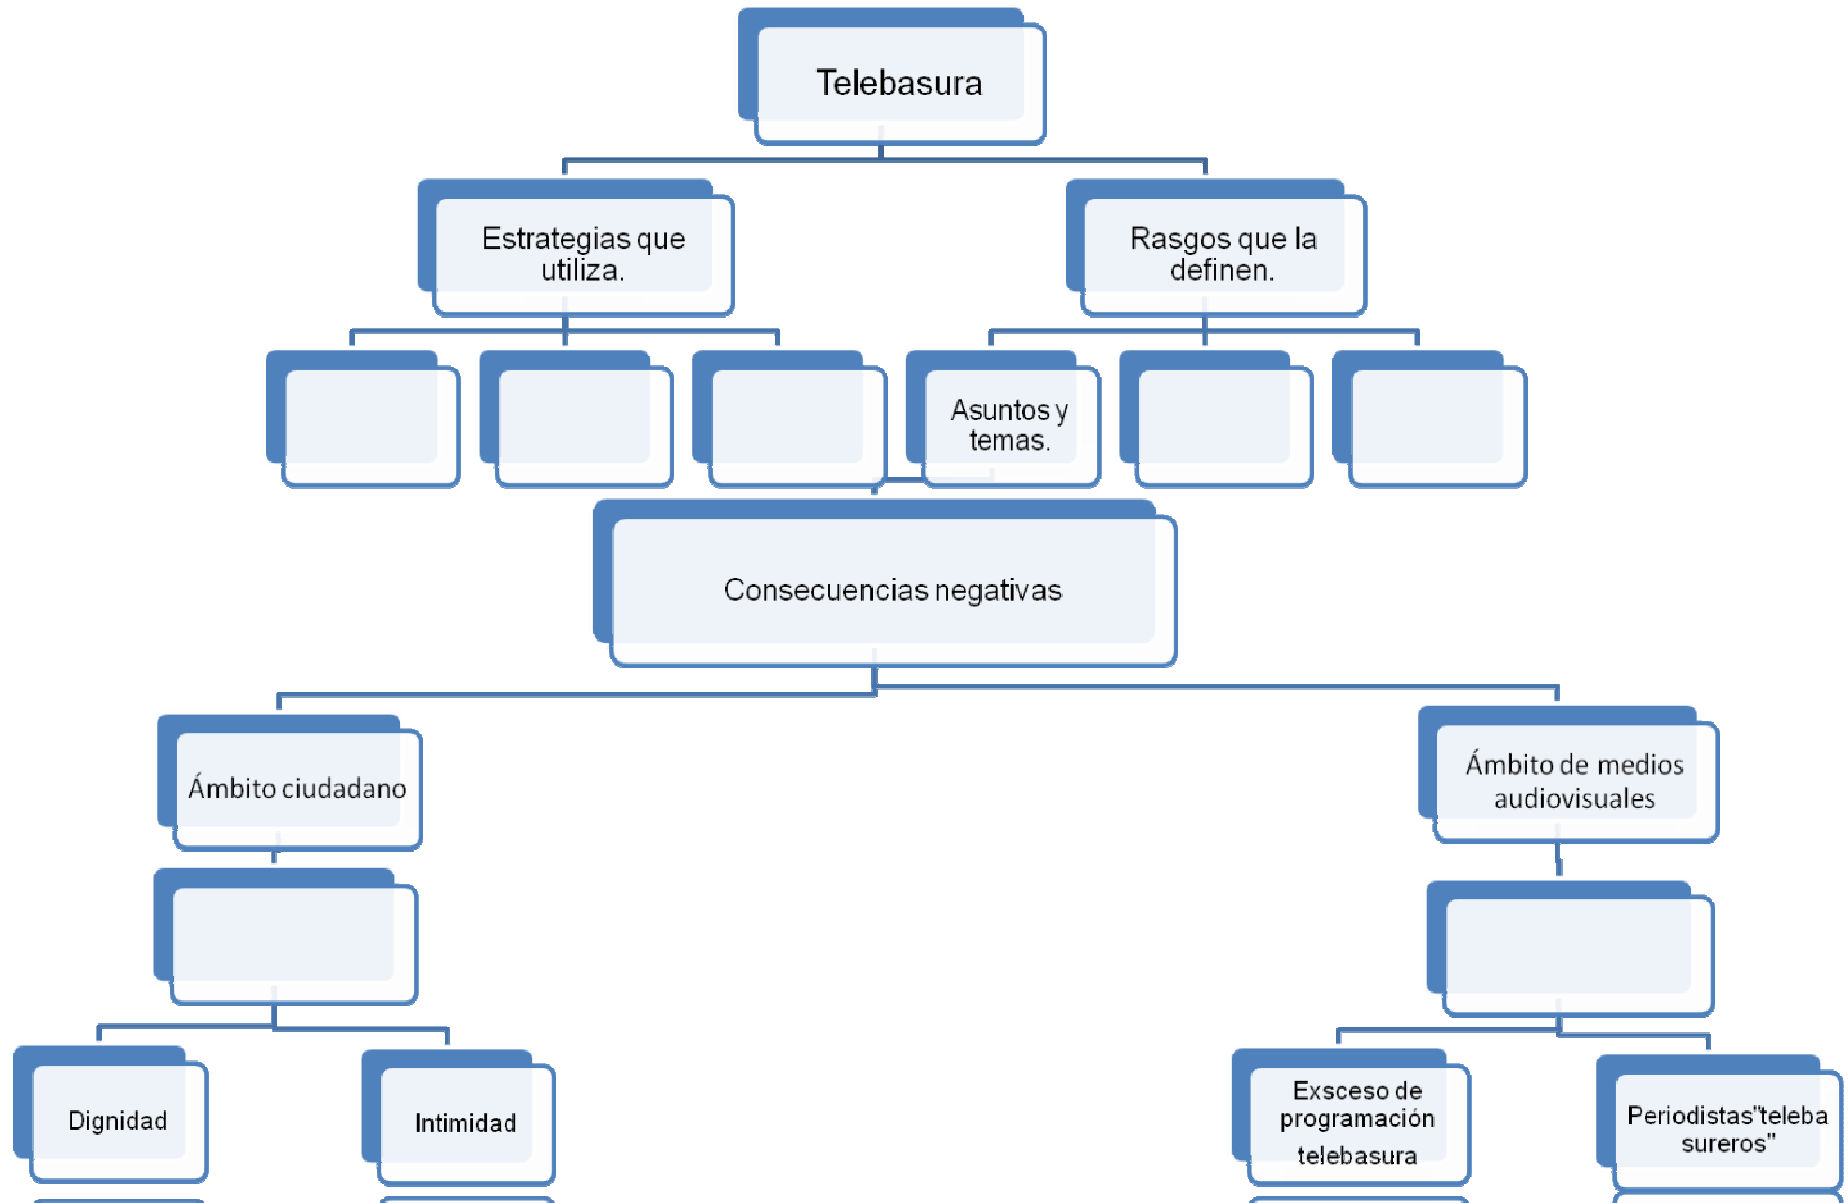 Telebasura
Estrategias que
utiliza.
Rasgos que la
definen.
Asuntos y
temas.
Consecuencias negativas
Ámbito ciudadano
Ámbito de medios
audiovisuales
Dignidad
Intimidad
Exsceso de
programación
telebasura
Periodistas"teleba
sureros"